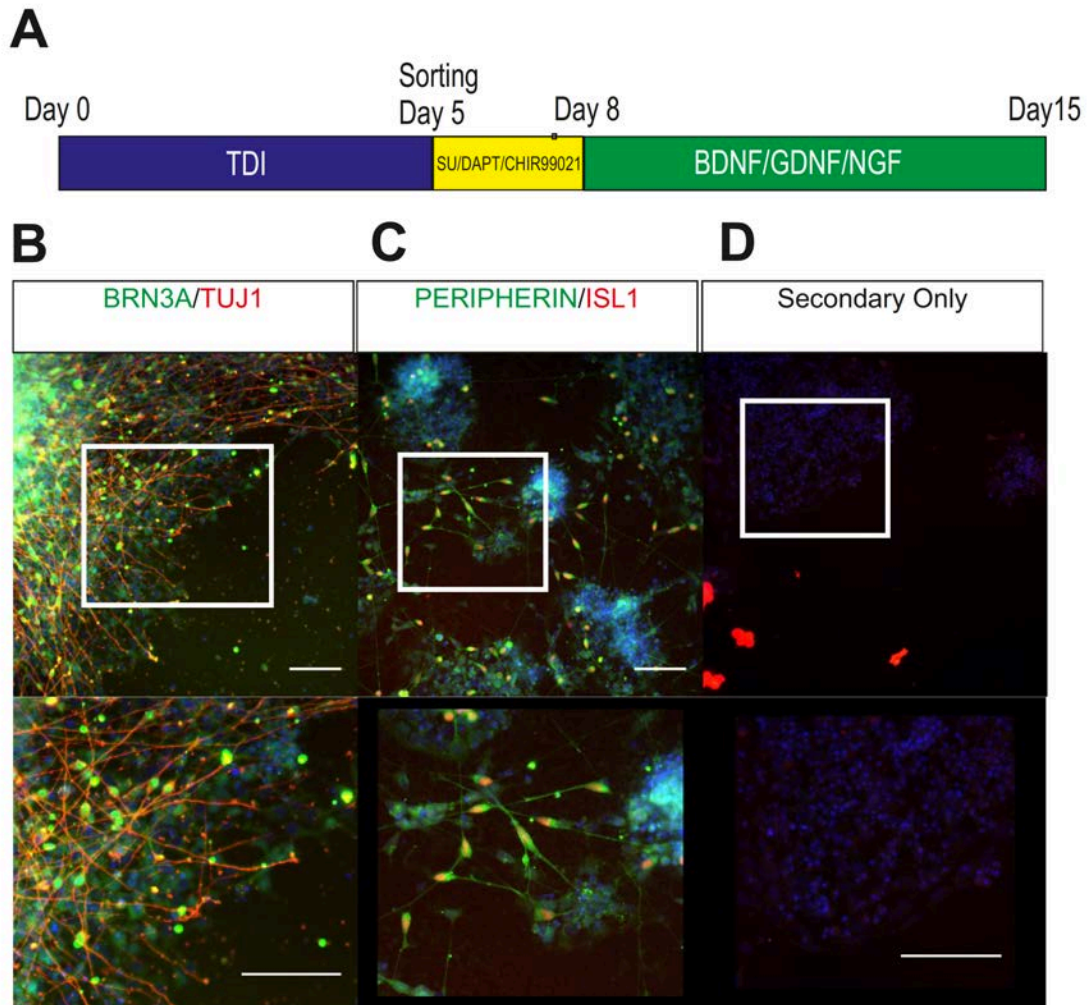 A
Sorting
Day 0 Day 5 Day 8 Day15
TDI SU/DAPT/CHIR99021 BDNF/GDNF/NGF
B C D
BRN3A/TUJ1 PERIPHERIN/ISL1 Secondary Only